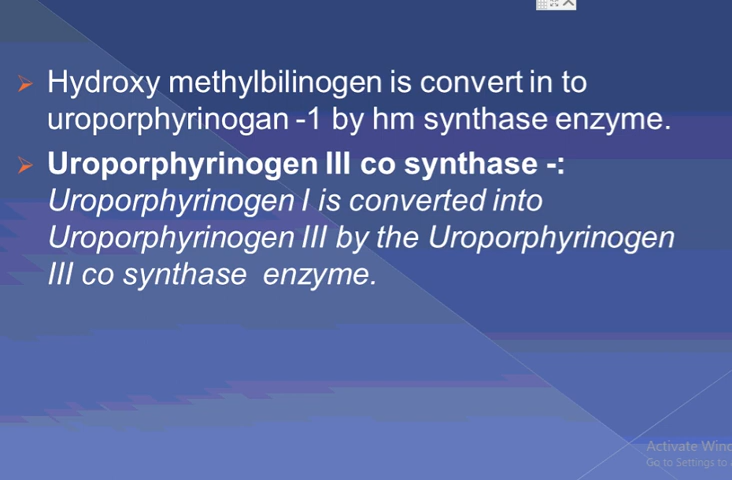 Hydroxy methylbilinogen is convert in to
uroporphyrinogan -1 by hm synthase enzyme.
Uroporphyrinogen III co synthase -:
Uroporphyrinogen I is converted into
Uroporphyrinogen III by the Uroporphyrinogen
III co synthase enzyme.
Activate Wind
Go to Settings to